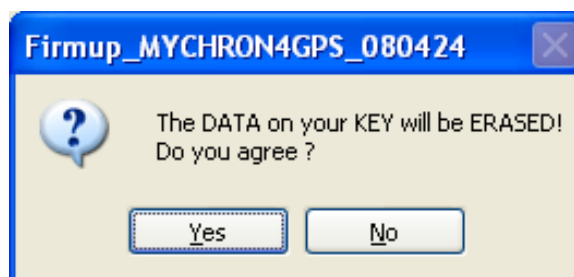 Firmup_MYCHRON4GPS_080424
The DATA on your KEY will be ERASED!
Do you agree ?
Yes
No